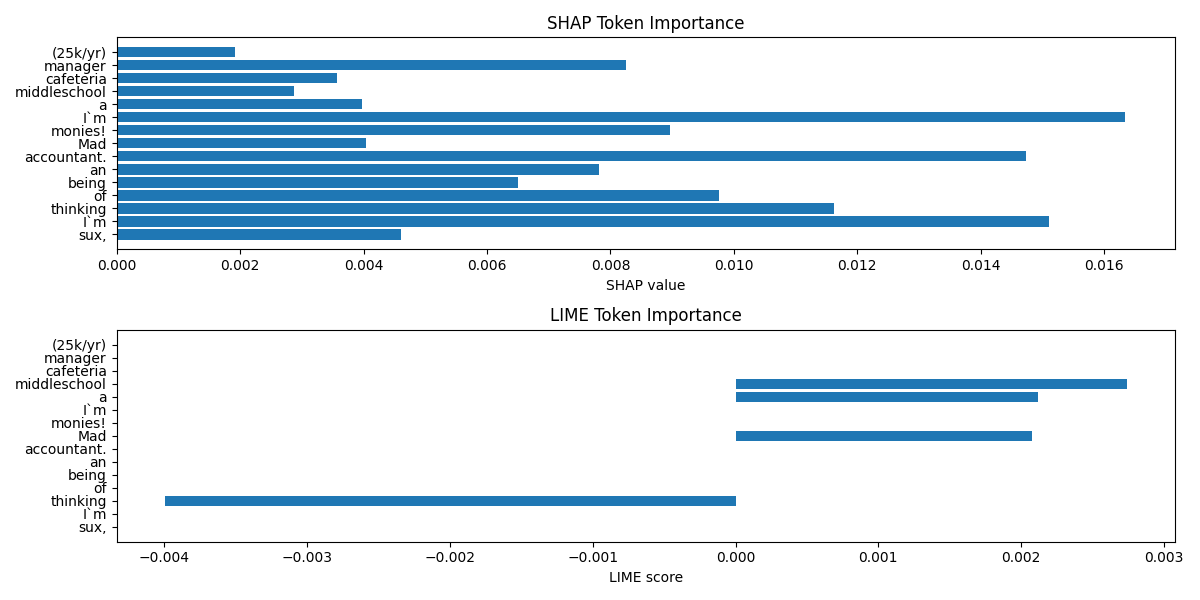 SHAP Token Importance
(25k/yr)
manager
cafeteria
middleschool
a
I`m
monies!
Mad
accountant.
an
being
of
thinking
I`m
sux,
0.000 0.002 0.004 0.006 0.008 0.010 0.012 0.014 0.016
SHAP value
LIME Token Importance
(25k/yr)
manager
cafeteria
middleschool
a
I`m
monies!
Mad
accountant.
an
being
of
thinking
I`m
sux,
−0.004 −0.003 −0.002 −0.001 0.000 0.001 0.002 0.003
LIME score